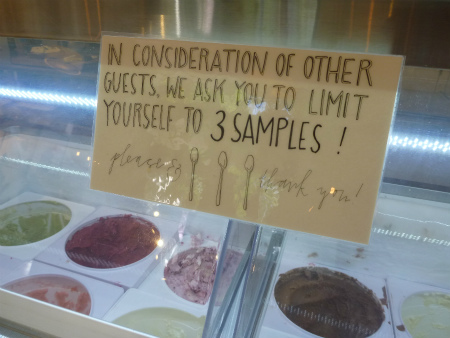 IN CONSIDERATION OF OTHER
GUESTS, WE ASK YOU TO LIMIT
YOURSELF TO 3 SAMPLES !
please & thank you!